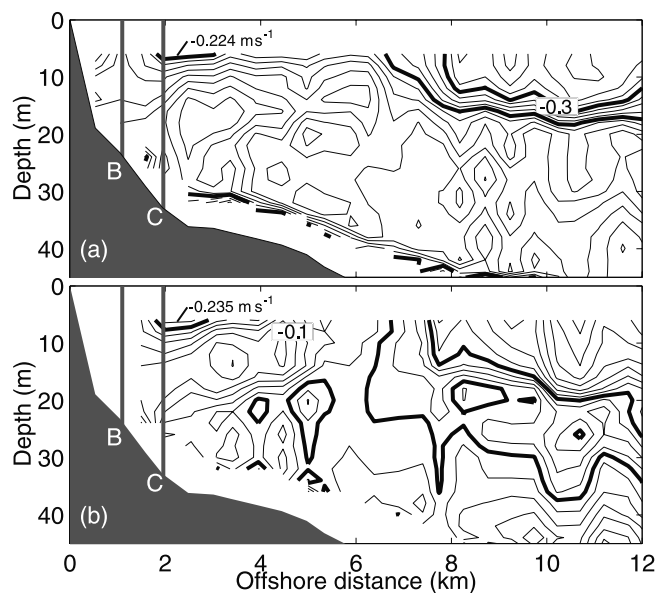 0
-0.224 ms⁻¹
10
-0.3
20
Depth (m)
B
30
C
40
(a)
0
-0.235 m s⁻¹
-0.1
10
20
Depth (m)
B
30
C
40
(b)
0 2 4 6 8 10 12
Offshore distance (km)